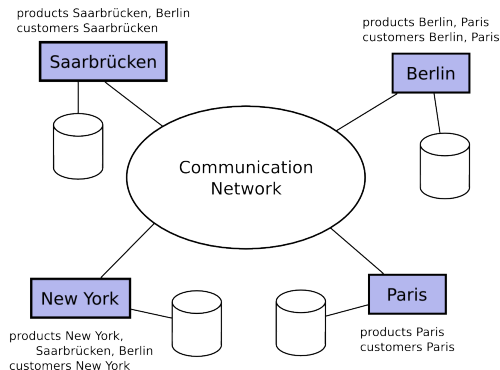 products Saarbrücken, Berlin
customers Saarbrücken
Saarbrücken
products Berlin, Paris
customers Berlin, Paris
Berlin
Communication
Network
New York
products New York,
Saarbrücken, Berlin
customers New York
Paris
products Paris
customers Paris